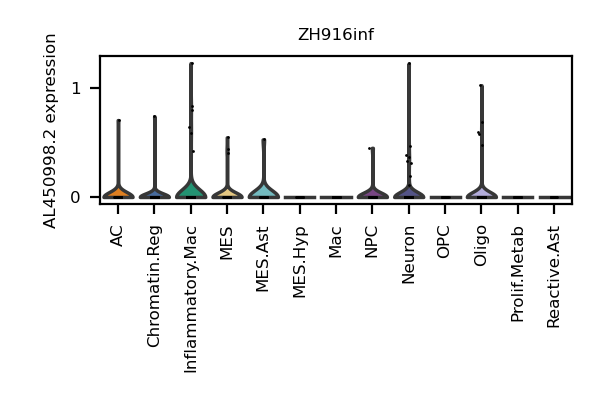 ZH916inf
AL450998.2 expression
1
0
AC
Chromatin.Reg
Inflammatory.Mac
MES
MES.Ast
MES.Hyp
Mac
NPC
Neuron
OPC
Oligo
Prolif.Metab
Reactive.Ast